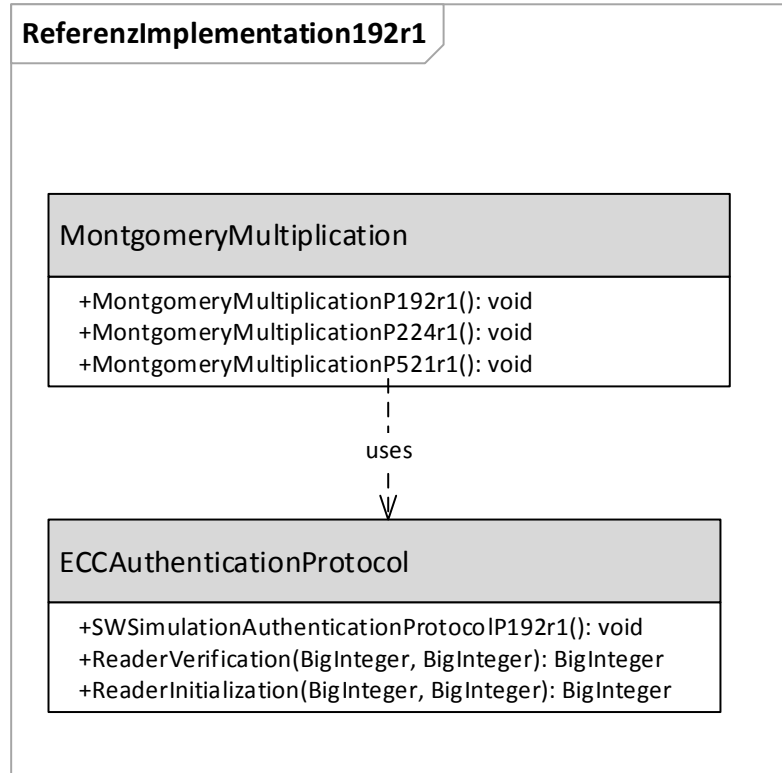 ReferenzImplementation192r1
MontgomeryMultiplication
+MontgomeryMultiplicationP192r1(): void
+MontgomeryMultiplicationP224r1(): void
+MontgomeryMultiplicationP521r1(): void
uses
ECCAuthenticationProtocol
+SWSimulationAuthenticationProtocolP192r1(): void
+ReaderVerification(BigInteger, BigInteger): BigInteger
+ReaderInitialization(BigInteger, BigInteger): BigInteger